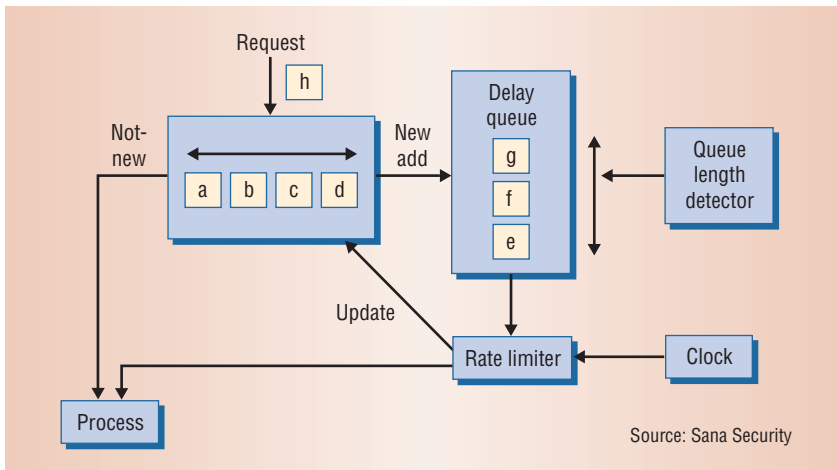 Request
h
Not-
new
New
add
a b c d
Delay
queue
g
f
e
Queue
length
detector
Update
Rate limiter
Clock
Process
Source: Sana Security